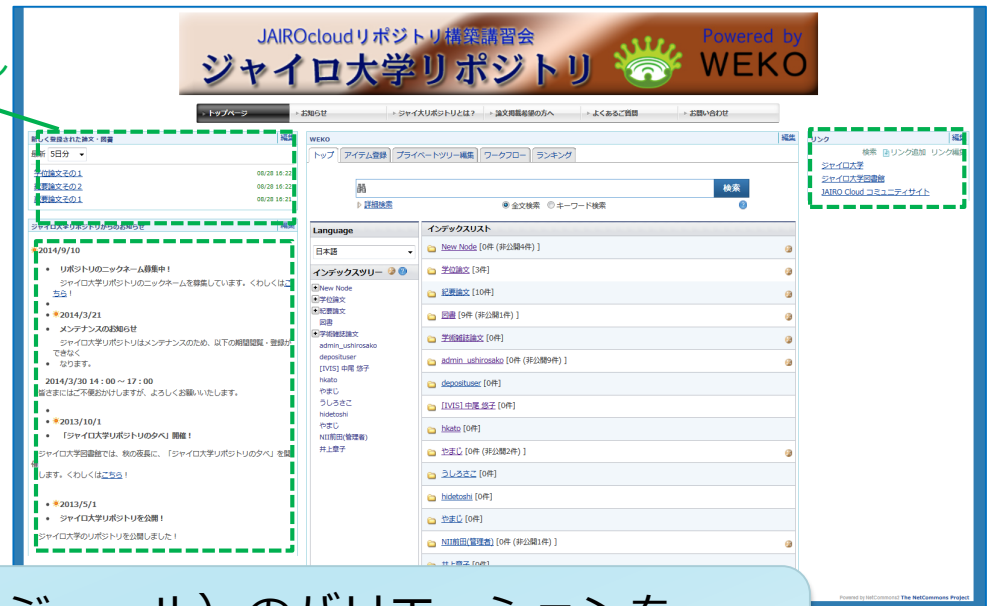 JAIROcloudリポジトリ構築講習会
ジャイロ大学リポジトリ
Powered by
WEKO
トップページ
お知らせ
ジャイ大リポジトリとは?
論文掲載希望の方へ
よくあるご質問
お問い合わせ
新しく登録された論文・図書
編集
最新 5日分
学位論文その1 08/28 16:22
紀要論文その2 08/28 16:22
紀要論文その1 08/28 16:21
ジャイロ大学リポジトリからのお知らせ
編集
2014/9/10
リポジトリのニックネーム募集中!
ジャイロ大学リポジトリのニックネームを募集しています。くわしくはこ
ちら!
2014/3/21
メンテナンスのお知らせ
ジャイロ大学リポジトリはメンテナンスのため、以下の期間閲覧・登録が
できなく
なります。
2014/3/30 14:00~17:00
皆さまにはご不便おかけしますが、よろしくお願いいたします。
2013/10/1
「ジャイロ大学リポジトリの夕べ」開催!
ジャイロ大学図書館では、秋の夜長に、「ジャイロ大学リポジトリの夕べ」を開
催
します。くわしくはこちら!
2013/5/1
ジャイロ大学リポジトリを公開!
ジャイロ大学のリポジトリを公開しました!
WEKO
編集
トップ アイテム登録 プライベートツリー編集 ワークフロー ランキング
検索
詳細検索
全文検索 キーワード検索
Language
日本語
インデックスツリー
New Node
学位論文
紀要論文
図書
学術雑誌論文
admin_ushirosako
deposituser
[IVIS] 中尾 悠子
hkato
やまじ
うしろさこ
hidetoshi
やまじ
NII前田(管理者)
井上章子
インデックスリスト
New Node [0件 (非公開4件) ]
学位論文 [3件]
紀要論文 [10件]
図書 [9件 (非公開1件) ]
学術雑誌論文 [0件]
admin_ushirosako [0件 (非公開9件) ]
deposituser [0件]
[IVIS] 中尾 悠子 [0件]
hkato [0件]
やまじ [0件 (非公開2件) ]
うしろさこ [0件]
hidetoshi [0件]
やまじ [0件]
NII前田(管理者) [0件 (非公開1件) ]
リンク
編集
検索 リンク追加 リンク編集
ジャイロ大学
ジャイロ大学図書館
JAIRO Cloud コミュニティサイト
Powered by NetCommons2 The NetCommons Project